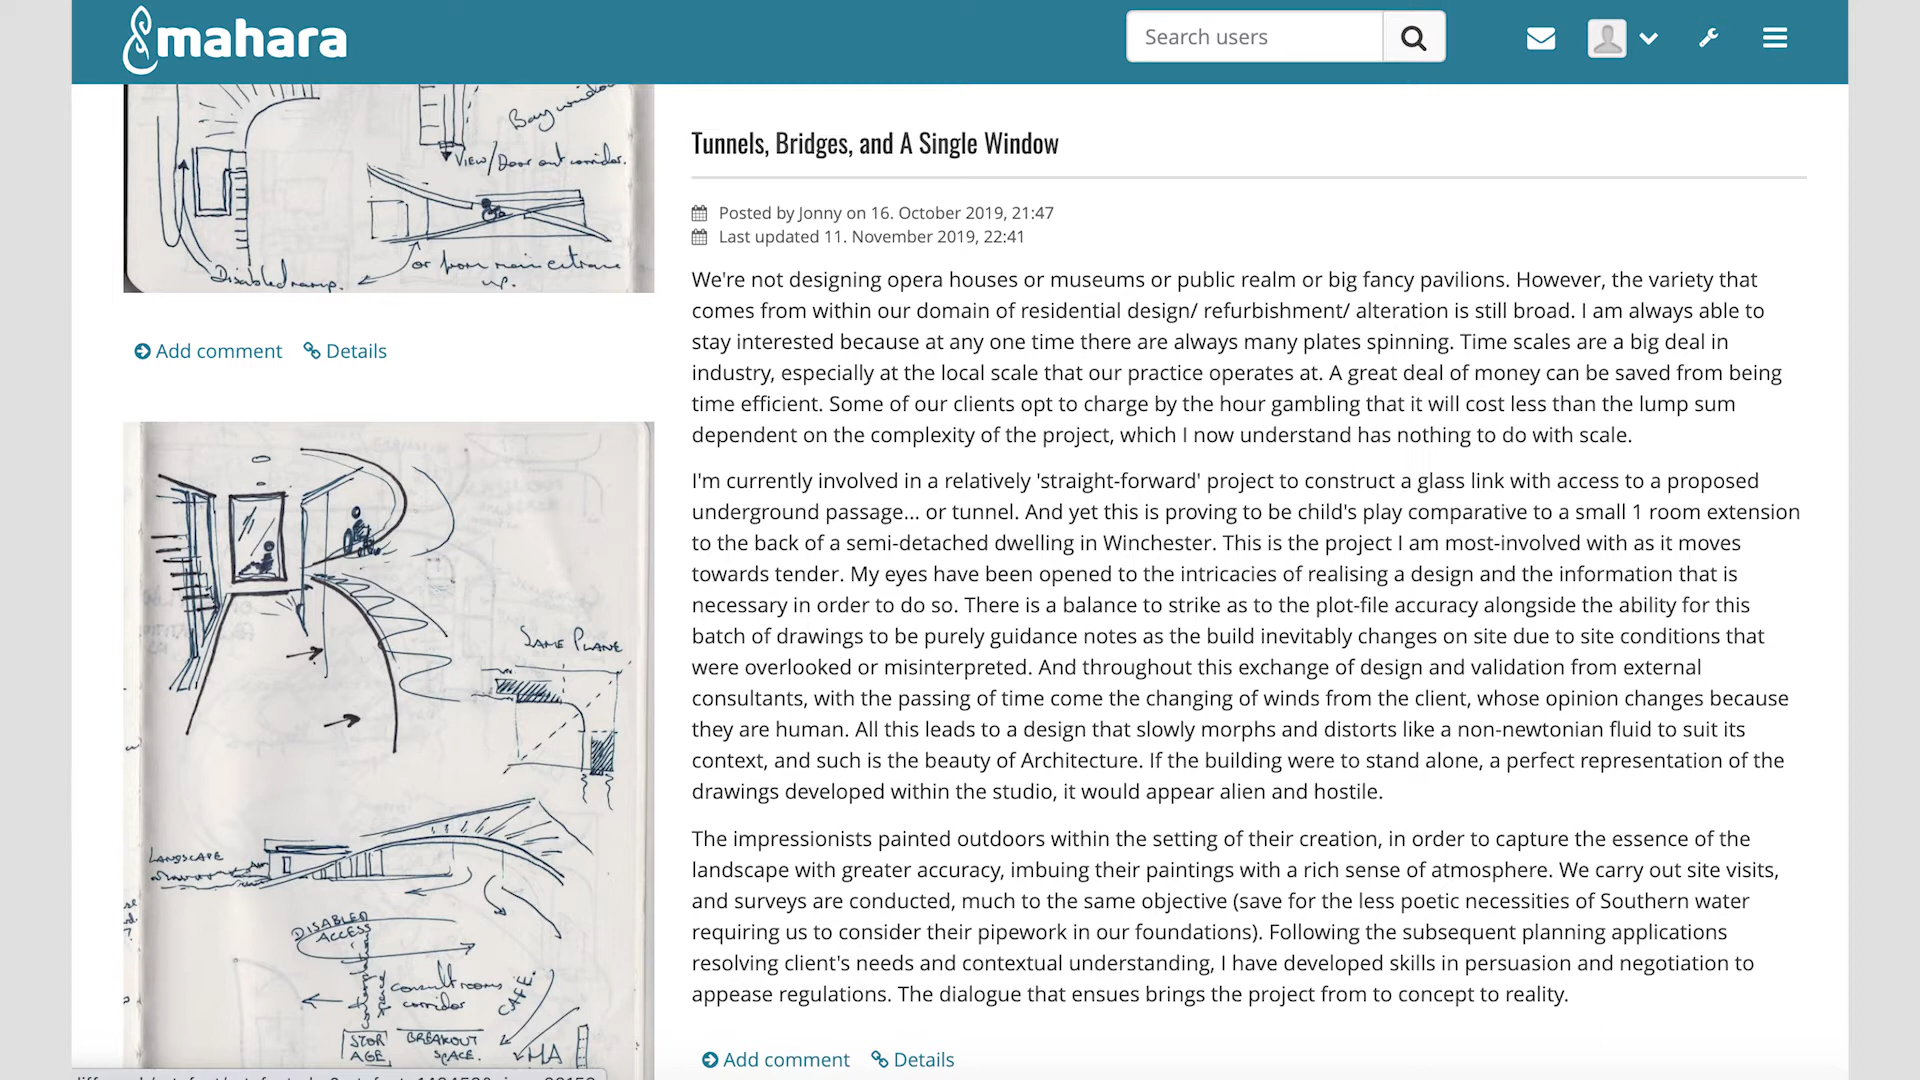 mahara
Search users
Bay window
View/Door out corridor.
Disabled ramp.
or from main entrance
up.
Add comment
Details
SAME PLANE
LANDSCAPE
DISABLED
ACCESS
consult rooms
corridor
CAFE.
STOR
AGE
BREAKOUT
SPACE.
Tunnels, Bridges, and A Single Window
Posted by Jonny on 16. October 2019, 21:47
Last updated 11. November 2019, 22:41
We're not designing opera houses or museums or public realm or big fancy pavilions. However, the variety that
comes from within our domain of residential design/ refurbishment/ alteration is still broad. I am always able to
stay interested because at any one time there are always many plates spinning. Time scales are a big deal in
industry, especially at the local scale that our practice operates at. A great deal of money can be saved from being
time efficient. Some of our clients opt to charge by the hour gambling that it will cost less than the lump sum
dependent on the complexity of the project, which I now understand has nothing to do with scale.
I'm currently involved in a relatively 'straight-forward' project to construct a glass link with access to a proposed
underground passage... or tunnel. And yet this is proving to be child's play comparative to a small 1 room extension
to the back of a semi-detached dwelling in Winchester. This is the project I am most-involved with as it moves
towards tender. My eyes have been opened to the intricacies of realising a design and the information that is
necessary in order to do so. There is a balance to strike as to the plot-file accuracy alongside the ability for this
batch of drawings to be purely guidance notes as the build inevitably changes on site due to site conditions that
were overlooked or misinterpreted. And throughout this exchange of design and validation from external
consultants, with the passing of time come the changing of winds from the client, whose opinion changes because
they are human. All this leads to a design that slowly morphs and distorts like a non-newtonian fluid to suit its
context, and such is the beauty of Architecture. If the building were to stand alone, a perfect representation of the
drawings developed within the studio, it would appear alien and hostile.
The impressionists painted outdoors within the setting of their creation, in order to capture the essence of the
landscape with greater accuracy, imbuing their paintings with a rich sense of atmosphere. We carry out site visits,
and surveys are conducted, much to the same objective (save for the less poetic necessities of Southern water
requiring us to consider their pipework in our foundations). Following the subsequent planning applications
resolving client's needs and contextual understanding, I have developed skills in persuasion and negotiation to
appease regulations. The dialogue that ensues brings the project from to concept to reality.
Add comment
Details